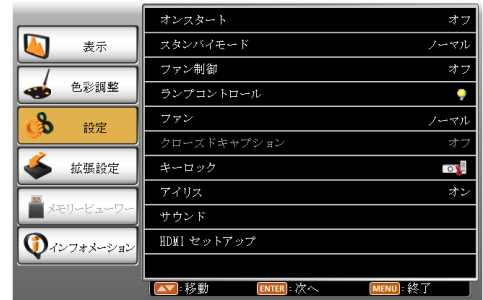 表示
色彩調整
設定
拡張設定
メモリービューワー
インフォメーション
オンスタート オフ
スタンバイモード ノーマル
ファン制御 オフ
ランプコントロール
ファン ノーマル
クローズドキャプション オフ
キーロック
アイリス オン
サウンド
HDMI セットアップ
:移動 ENTER:次へ MENU:終了